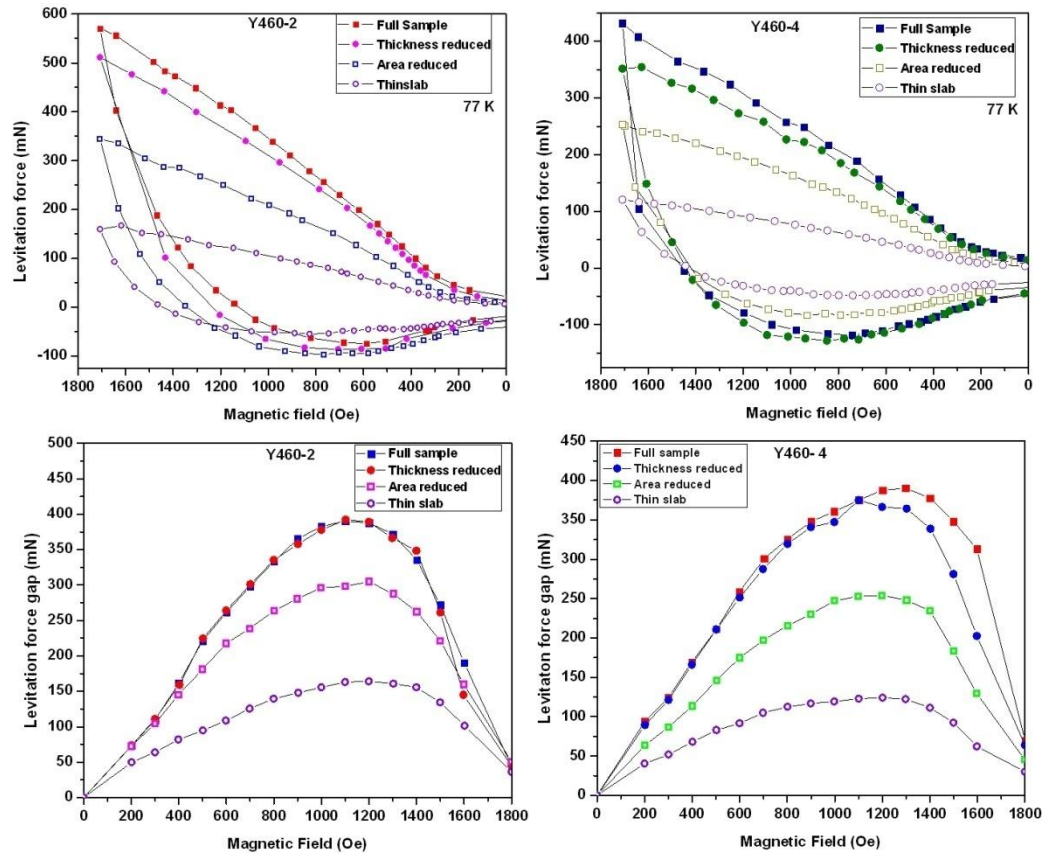 Y460-2
Full Sample
Thickness reduced
Area reduced
Thinslab
77 K
600
500
400
300
200
100
0
-100
Levitation force (mN)
1800 1600 1400 1200 1000 800 600 400 200 0
Magnetic field (Oe)
Y460-4
Full Sample
Thickness reduced
Area reduced
Thin slab
77 K
400
300
200
100
0
-100
Levitation force (mN)
1800 1600 1400 1200 1000 800 600 400 200 0
Magnetic field (Oe)
Y460-2
Full sample
Thickness reduced
Area reduced
Thin slab
500
450
400
350
300
250
200
150
100
50
0
Levitation force gap (mN)
0 200 400 600 800 1000 1200 1400 1600 1800
Magnetic Field (Oe)
Y460- 4
Full sample
Thickness reduced
Area reduced
Thin slab
450
400
350
300
250
200
150
100
50
0
Levitation force gap (mN)
0 200 400 600 800 1000 1200 1400 1600 1800
Magnetic Field (Oe)